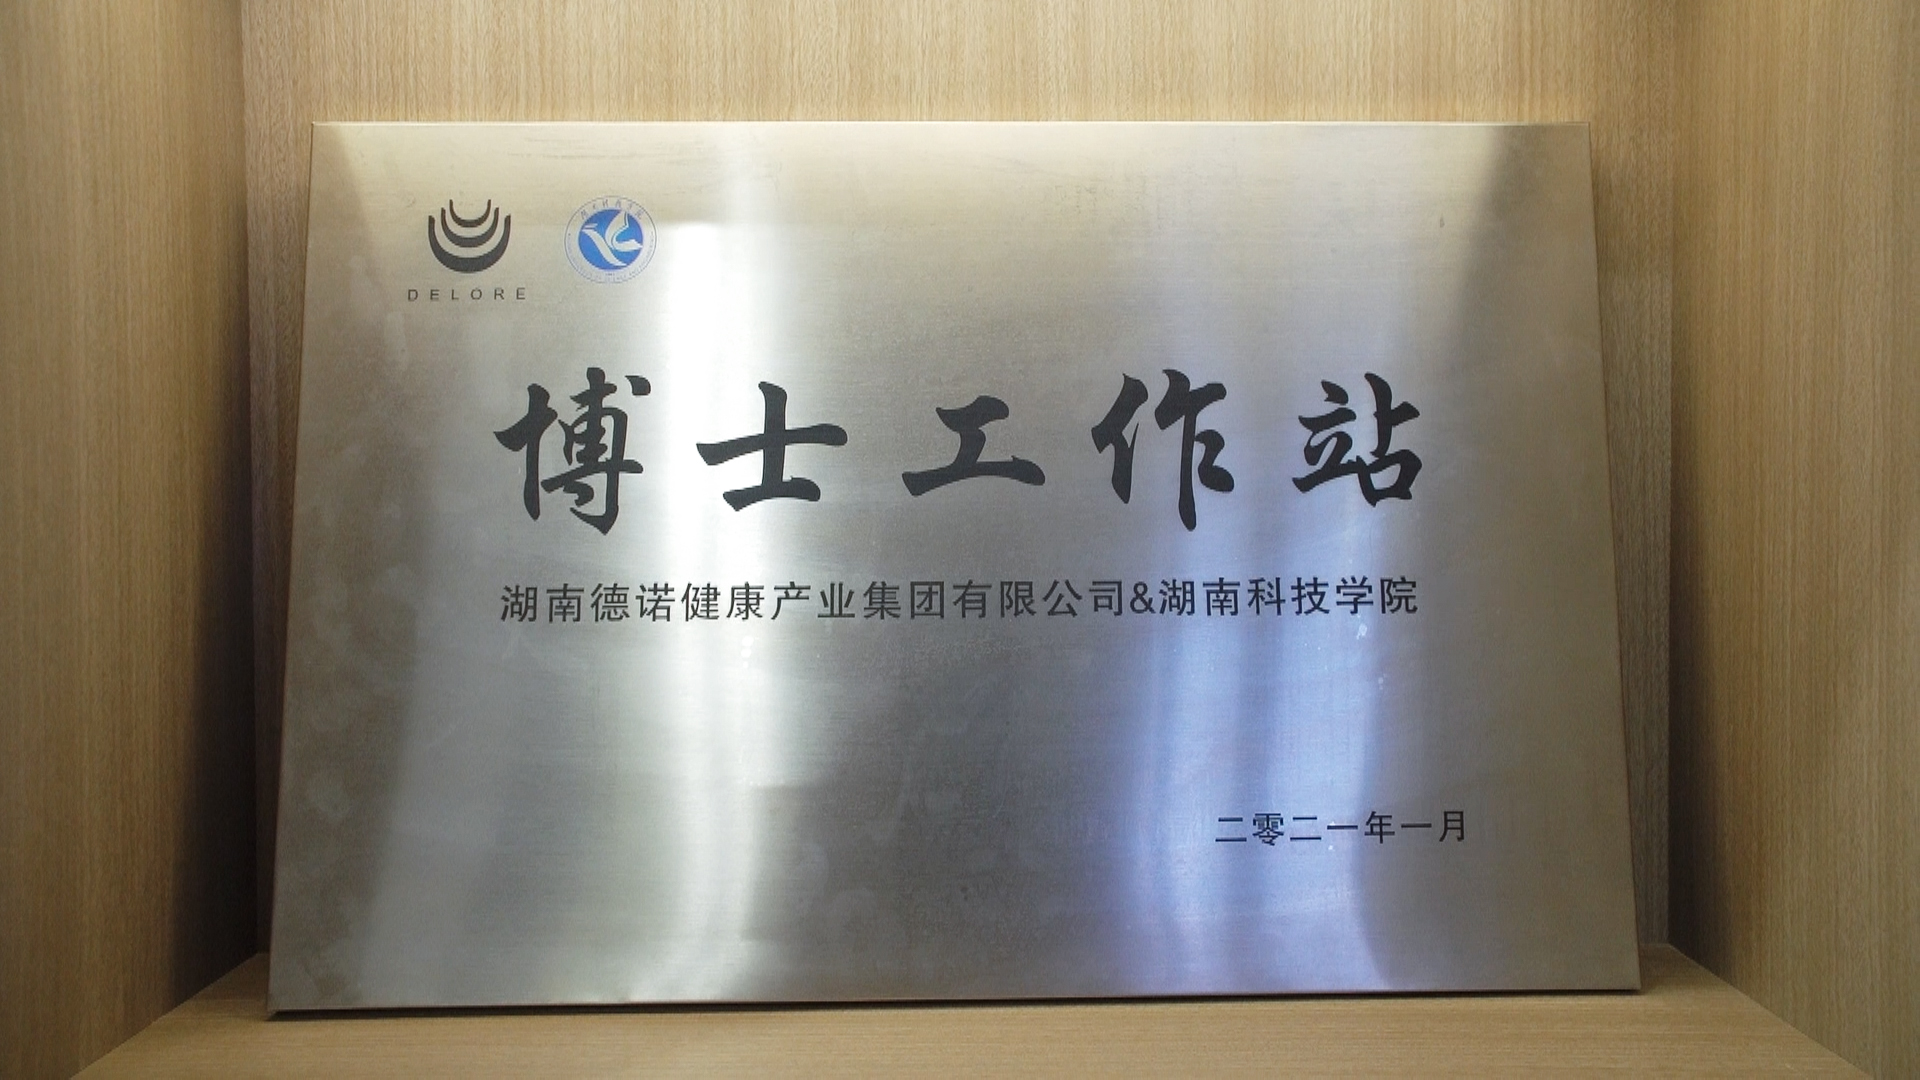 DELORE
博士工作站
湖南德诺健康产业集团有限公司&湖南科技学院
二零二一年一月